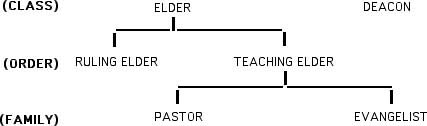 (CLASS) ELDER DEACON
(ORDER) RULING ELDER TEACHING ELDER
(FAMILY) PASTOR EVANGELIST